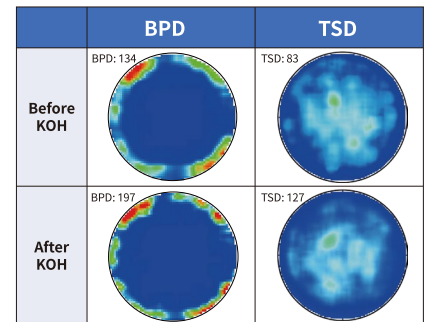 BPD
TSD
Before
KOH
BPD: 134
TSD: 83
After
KOH
BPD: 197
TSD: 127